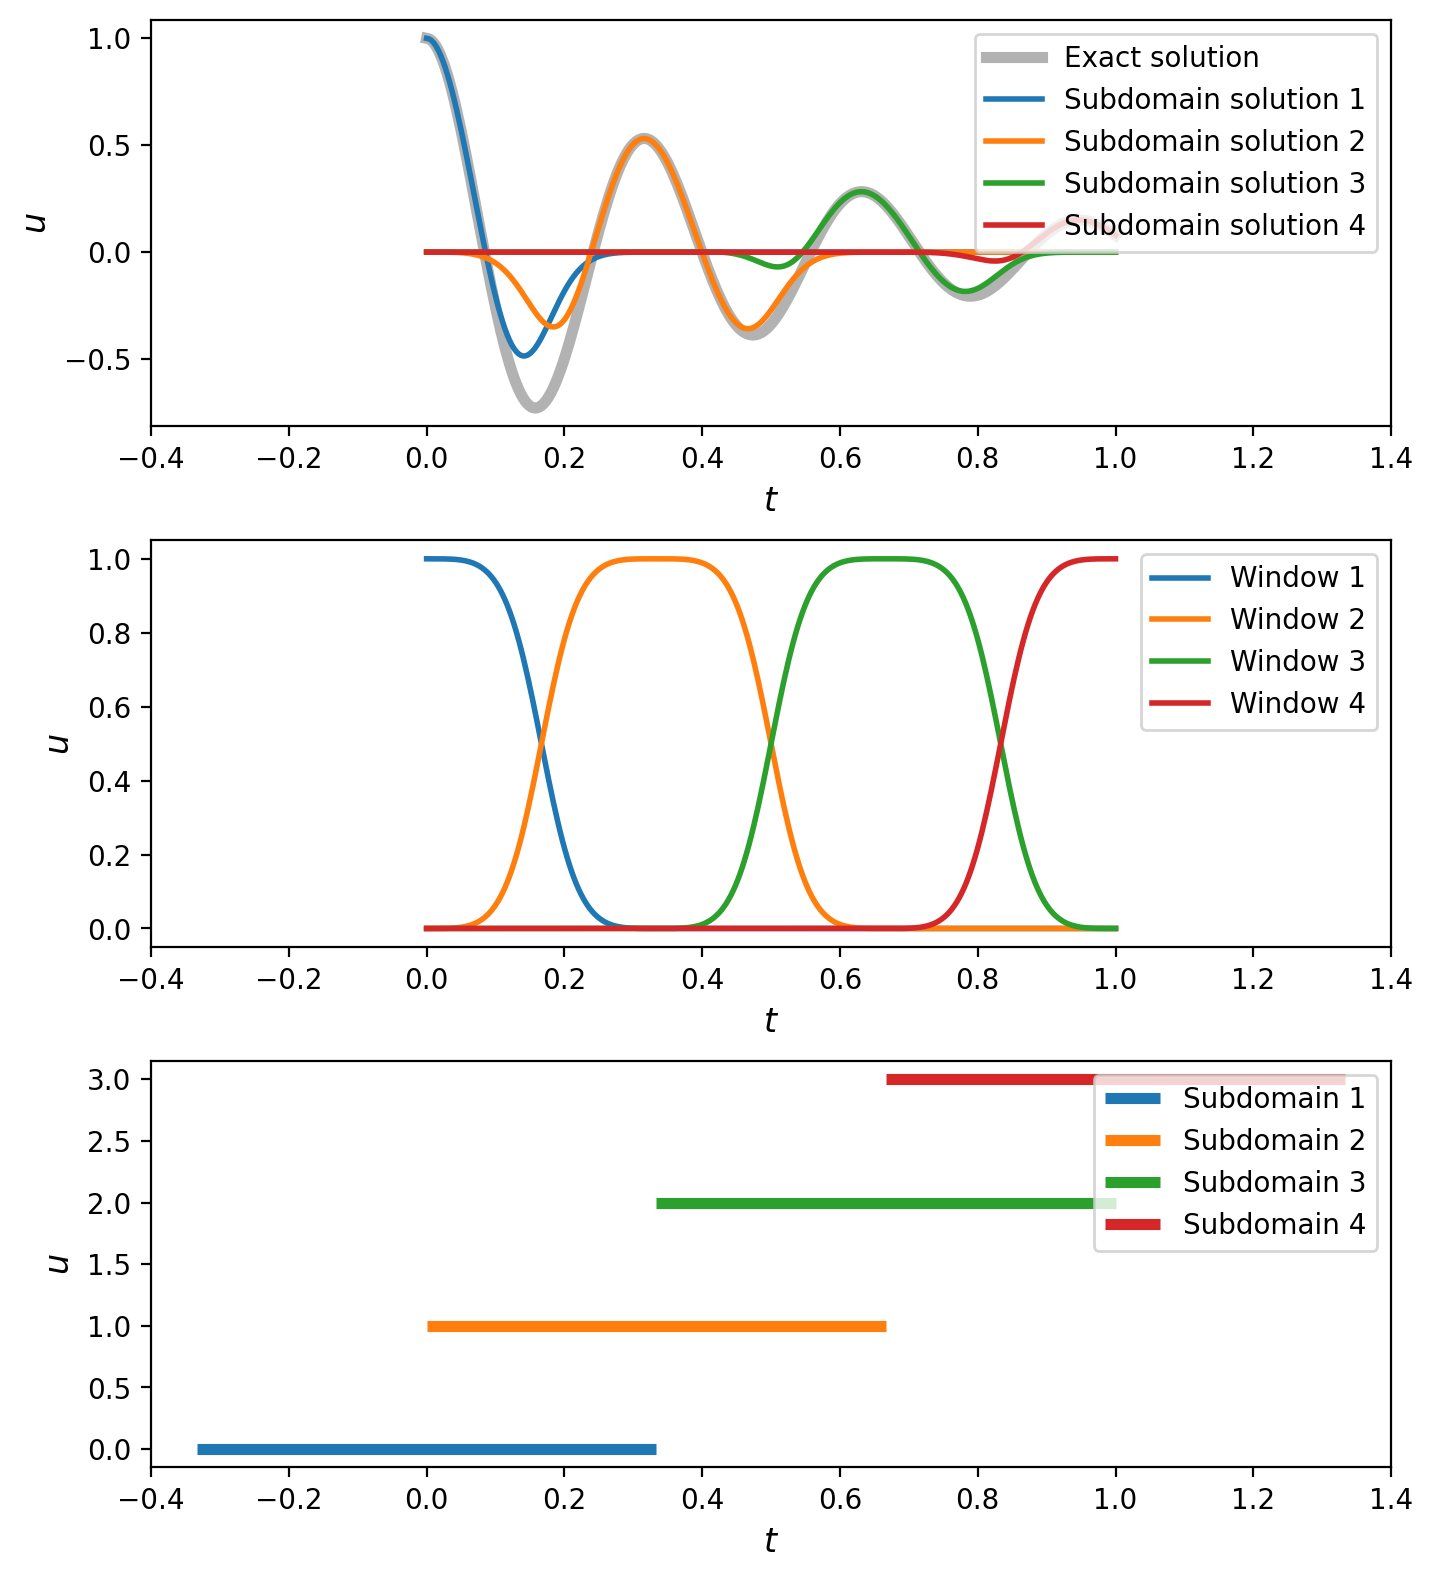 1.0
0.5
0.0
−0.5
u
Exact solution
Subdomain solution 1
Subdomain solution 2
Subdomain solution 3
Subdomain solution 4
−0.4 −0.2 0.0 0.2 0.4 0.6 0.8 1.0 1.2 1.4
t
1.0
0.8
0.6
0.4
0.2
0.0
u
Window 1
Window 2
Window 3
Window 4
−0.4 −0.2 0.0 0.2 0.4 0.6 0.8 1.0 1.2 1.4
t
3.0
2.5
2.0
1.5
1.0
0.5
0.0
u
Subdomain 1
Subdomain 2
Subdomain 3
Subdomain 4
−0.4 −0.2 0.0 0.2 0.4 0.6 0.8 1.0 1.2 1.4
t